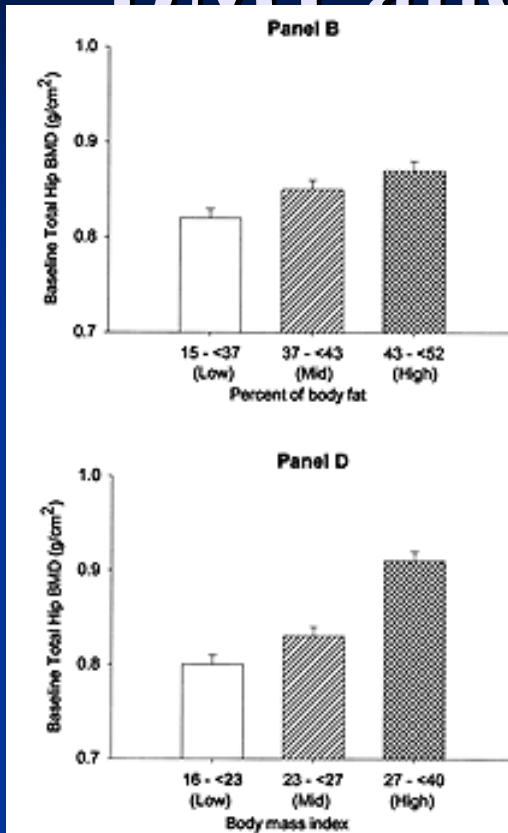 Panel B
Baseline Total Hip BMD (g/cm²)
1.0
0.9
0.8
0.7
15 - <37 37 - <43 43 - <52
(Low) (Mid) (High)
Percent of body fat
Panel D
Baseline Total Hip BMD (g/cm²)
1.0
0.9
0.8
0.7
16 - <23 23 - <27 27 - <40
(Low) (Mid) (High)
Body mass index